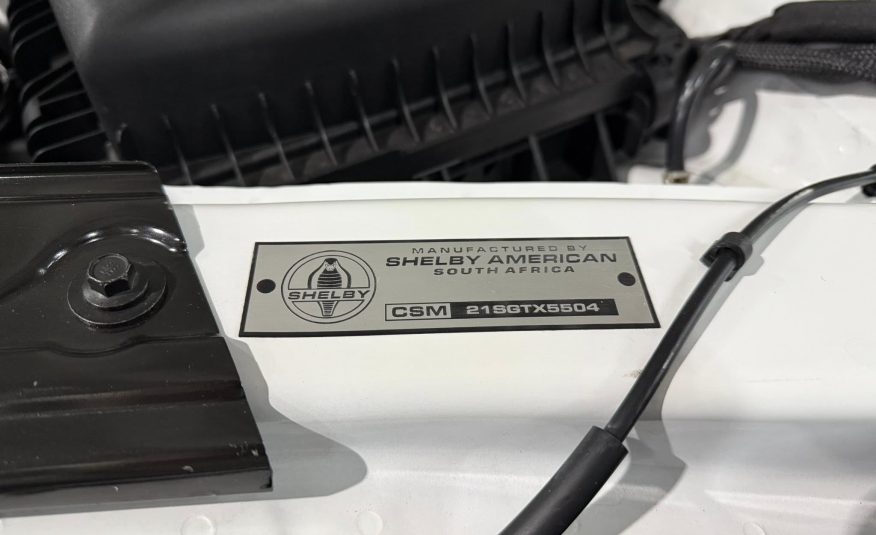 MANUFACTURED BY
SHELBY AMERICAN
SOUTH AFRICA
SHELBY
CSM 21SGTX5504